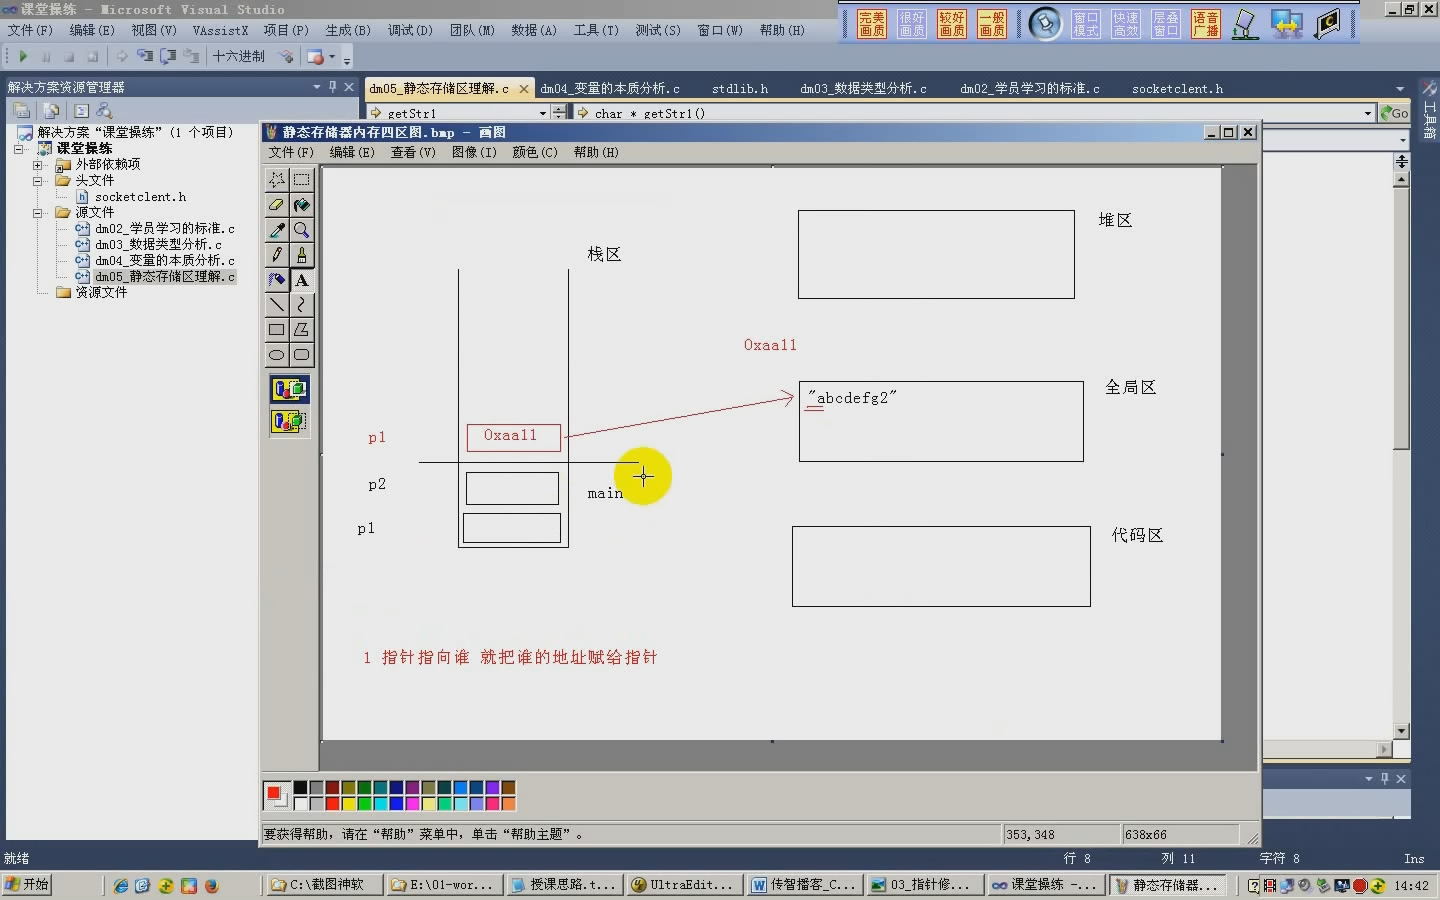 课堂操练 - Microsoft Visual Studio
文件(F) 编辑(E) 视图(V) VAssistX 项目(P) 生成(B) 调试(D) 团队(M) 数据(A) 工具(T) 测试(S) 窗口(W) 帮助(H)
完美画质 很好画质 较好画质 一般画质 窗口模式 快速高效 层叠窗口 语音广播
十六进制
解决方案资源管理器
dm05_静态存储区理解.c dm04_变量的本质分析.c stdlib.h dm03_数据类型分析.c dm02_学员学习的标准.c socketclent.h
getStr1 char * getStr1() Go
工具箱
解决方案“课堂操练”(1 个项目)
课堂操练
外部依赖项
头文件
socketclent.h
源文件
dm02_学员学习的标准.c
dm03_数据类型分析.c
dm04_变量的本质分析.c
dm05_静态存储区理解.c
资源文件
静态存储器内存四区图.bmp - 画图
文件(F) 编辑(E) 查看(V) 图像(I) 颜色(C) 帮助(H)
A
堆区
栈区
0xaa11
全局区
"abcdefg2"
p1 0xaa11
p2
main
p1
代码区
1 指针指向谁 就把谁的地址赋给指针
要获得帮助，请在“帮助”菜单中，单击“帮助主题”。 353,348 638x66
就绪 行 8 列 11 字符 8 Ins
开始 C:\截图神软 E:\01-wor... 授课思路.t... UltraEdit... 传智播客_C... 03_指针修... 课堂操练 -... 静态存储器... 14:42